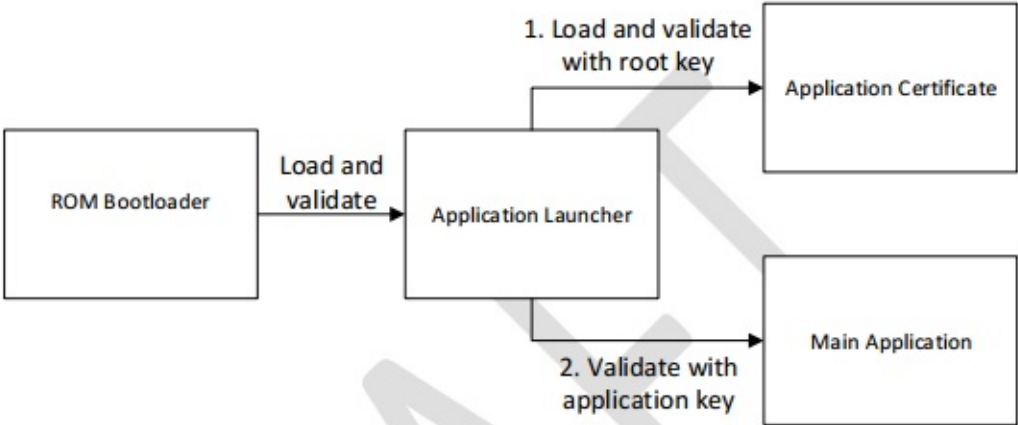 1. Load and validate
with root key
Application Certificate
ROM Bootloader
Load and
validate
Application Launcher
Main Application
2. Validate with
application key